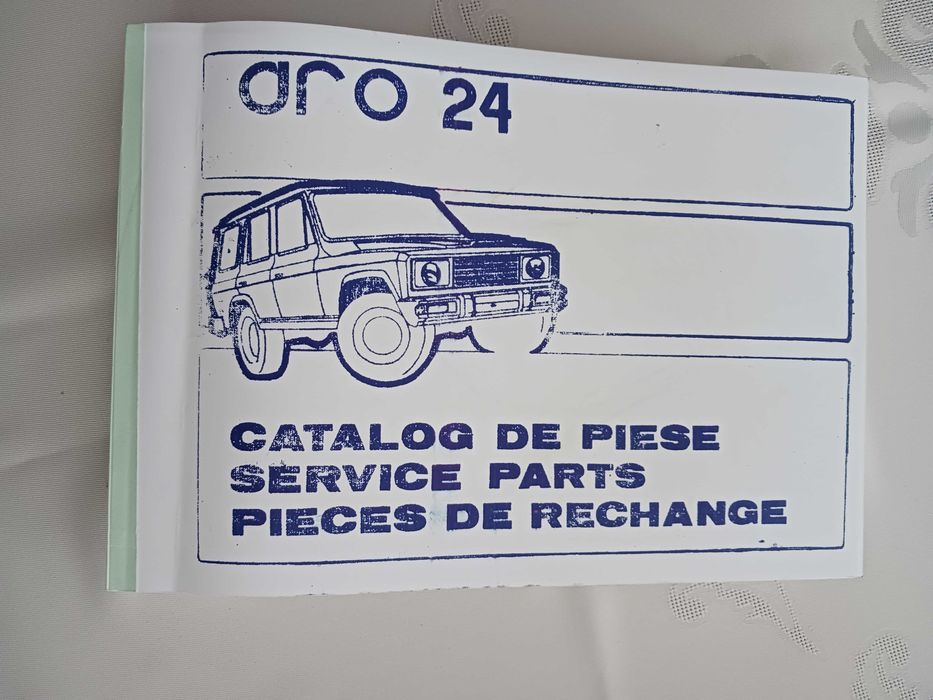 aro 24
CATALOG DE PIESE
SERVICE PARTS
PIECES DE RECHANGE